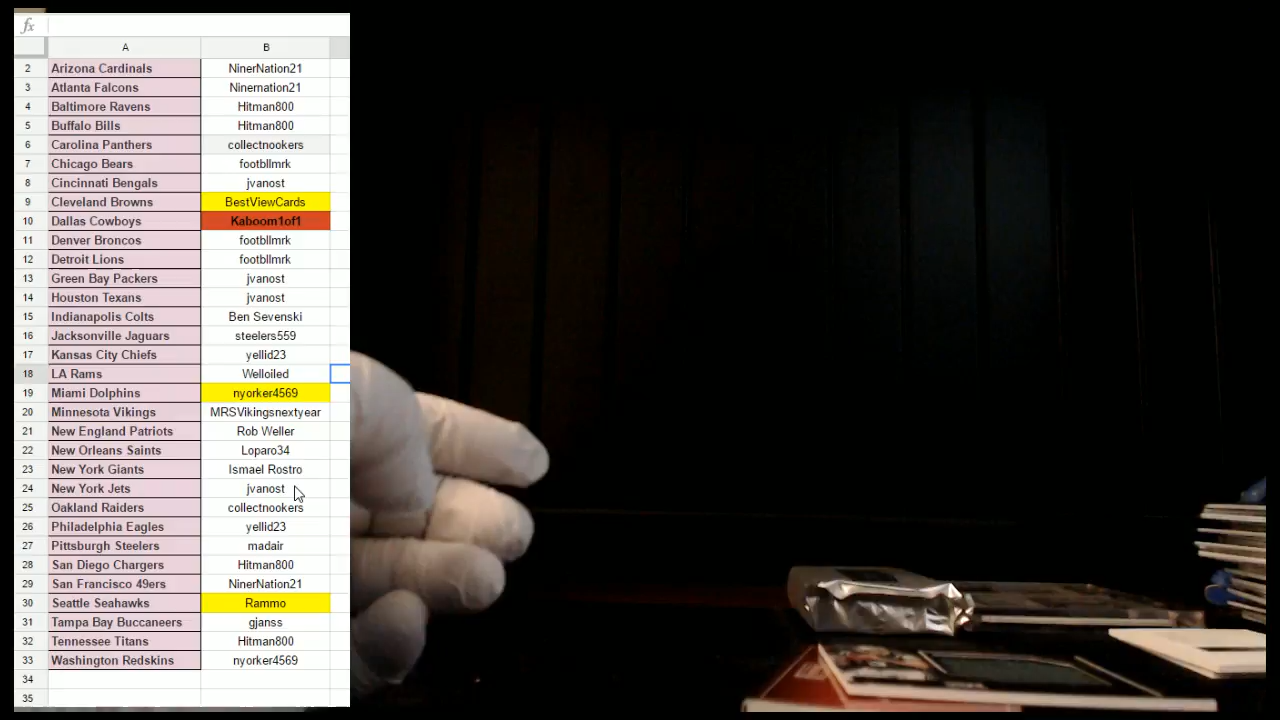 fx
A B
2 Arizona Cardinals NinerNation21
3 Atlanta Falcons Ninernation21
4 Baltimore Ravens Hitman800
5 Buffalo Bills Hitman800
6 Carolina Panthers collectnookers
7 Chicago Bears footbllmrk
8 Cincinnati Bengals jvanost
9 Cleveland Browns BestViewCards
10 Dallas Cowboys Kaboom1of1
11 Denver Broncos footbllmrk
12 Detroit Lions footbllmrk
13 Green Bay Packers jvanost
14 Houston Texans jvanost
15 Indianapolis Colts Ben Sevenski
16 Jacksonville Jaguars steelers559
17 Kansas City Chiefs yellid23
18 LA Rams Welloiled
19 Miami Dolphins nyorker4569
20 Minnesota Vikings MRSVikingsnextyear
21 New England Patriots Rob Weller
22 New Orleans Saints Loparo34
23 New York Giants Ismael Rostro
24 New York Jets jvanost
25 Oakland Raiders collectnookers
26 Philadelphia Eagles yellid23
27 Pittsburgh Steelers madair
28 San Diego Chargers Hitman800
29 San Francisco 49ers NinerNation21
30 Seattle Seahawks Rammo
31 Tampa Bay Buccaneers gjanss
32 Tennessee Titans Hitman800
33 Washington Redskins nyorker4569
34
35